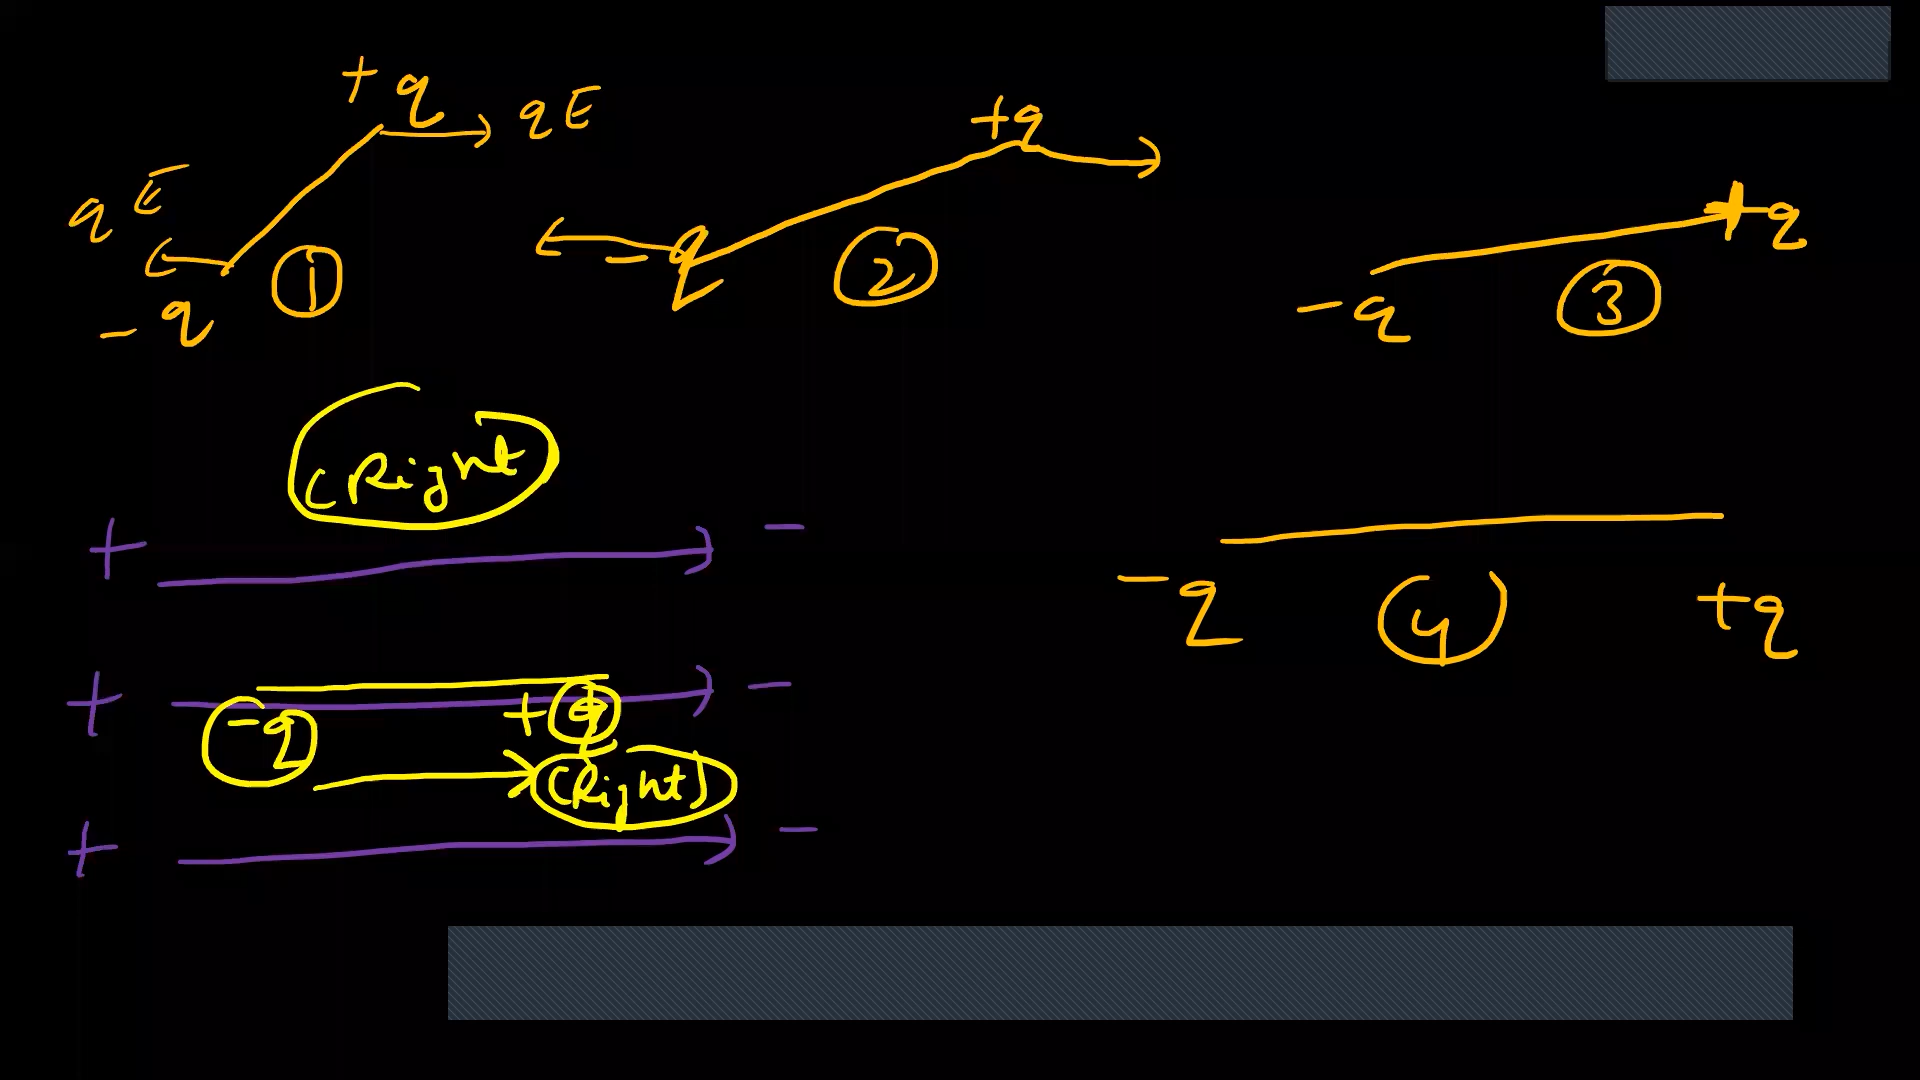 +q → qE
qE
←
-q
①
+q →
← -q
②
+q
-q
③
(Right
+ → -
-q +q
④
+ → -
-q +q
→ (Right)
+ → -